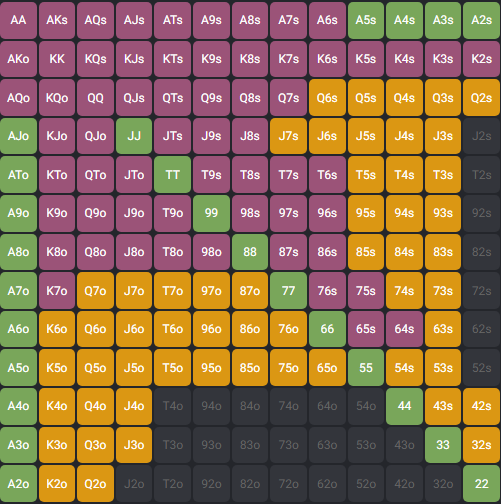 AA AKs AQs AJs ATs A9s A8s A7s A6s A5s A4s A3s A2s
AKo KK KQs KJs KTs K9s K8s K7s K6s K5s K4s K3s K2s
AQo KQo QQ QJs QTs Q9s Q8s Q7s Q6s Q5s Q4s Q3s Q2s
AJo KJo QJo JJ JTs J9s J8s J7s J6s J5s J4s J3s J2s
ATo KTo QTo JTo TT T9s T8s T7s T6s T5s T4s T3s T2s
A9o K9o Q9o J9o T9o 99 98s 97s 96s 95s 94s 93s 92s
A8o K8o Q8o J8o T8o 98o 88 87s 86s 85s 84s 83s 82s
A7o K7o Q7o J7o T7o 97o 87o 77 76s 75s 74s 73s 72s
A6o K6o Q6o J6o T6o 96o 86o 76o 66 65s 64s 63s 62s
A5o K5o Q5o J5o T5o 95o 85o 75o 65o 55 54s 53s 52s
A4o K4o Q4o J4o T4o 94o 84o 74o 64o 54o 44 43s 42s
A3o K3o Q3o J3o T3o 93o 83o 73o 63o 53o 43o 33 32s
A2o K2o Q2o J2o T2o 92o 82o 72o 62o 52o 42o 32o 22